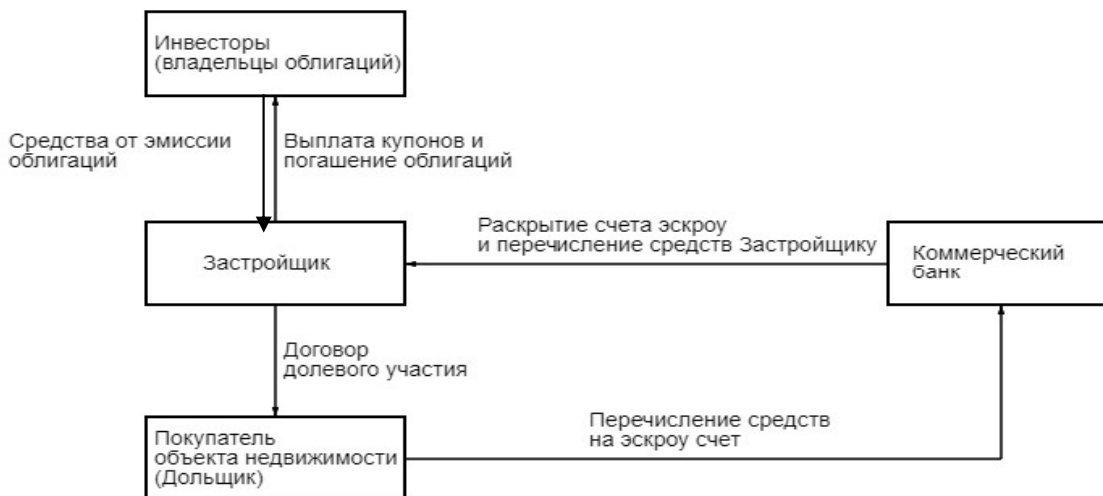 Инвесторы
(владельцы облигаций)
Средства от эмиссии
облигаций
Выплата купонов и
погашение облигаций
Раскрытие счета эскроу
и перечисление средств Застройщику
Застройщик
Коммерческий
банк
Договор
долевого участия
Перечисление средств
на эскроу счет
Покупатель
объекта недвижимости
(Дольщик)